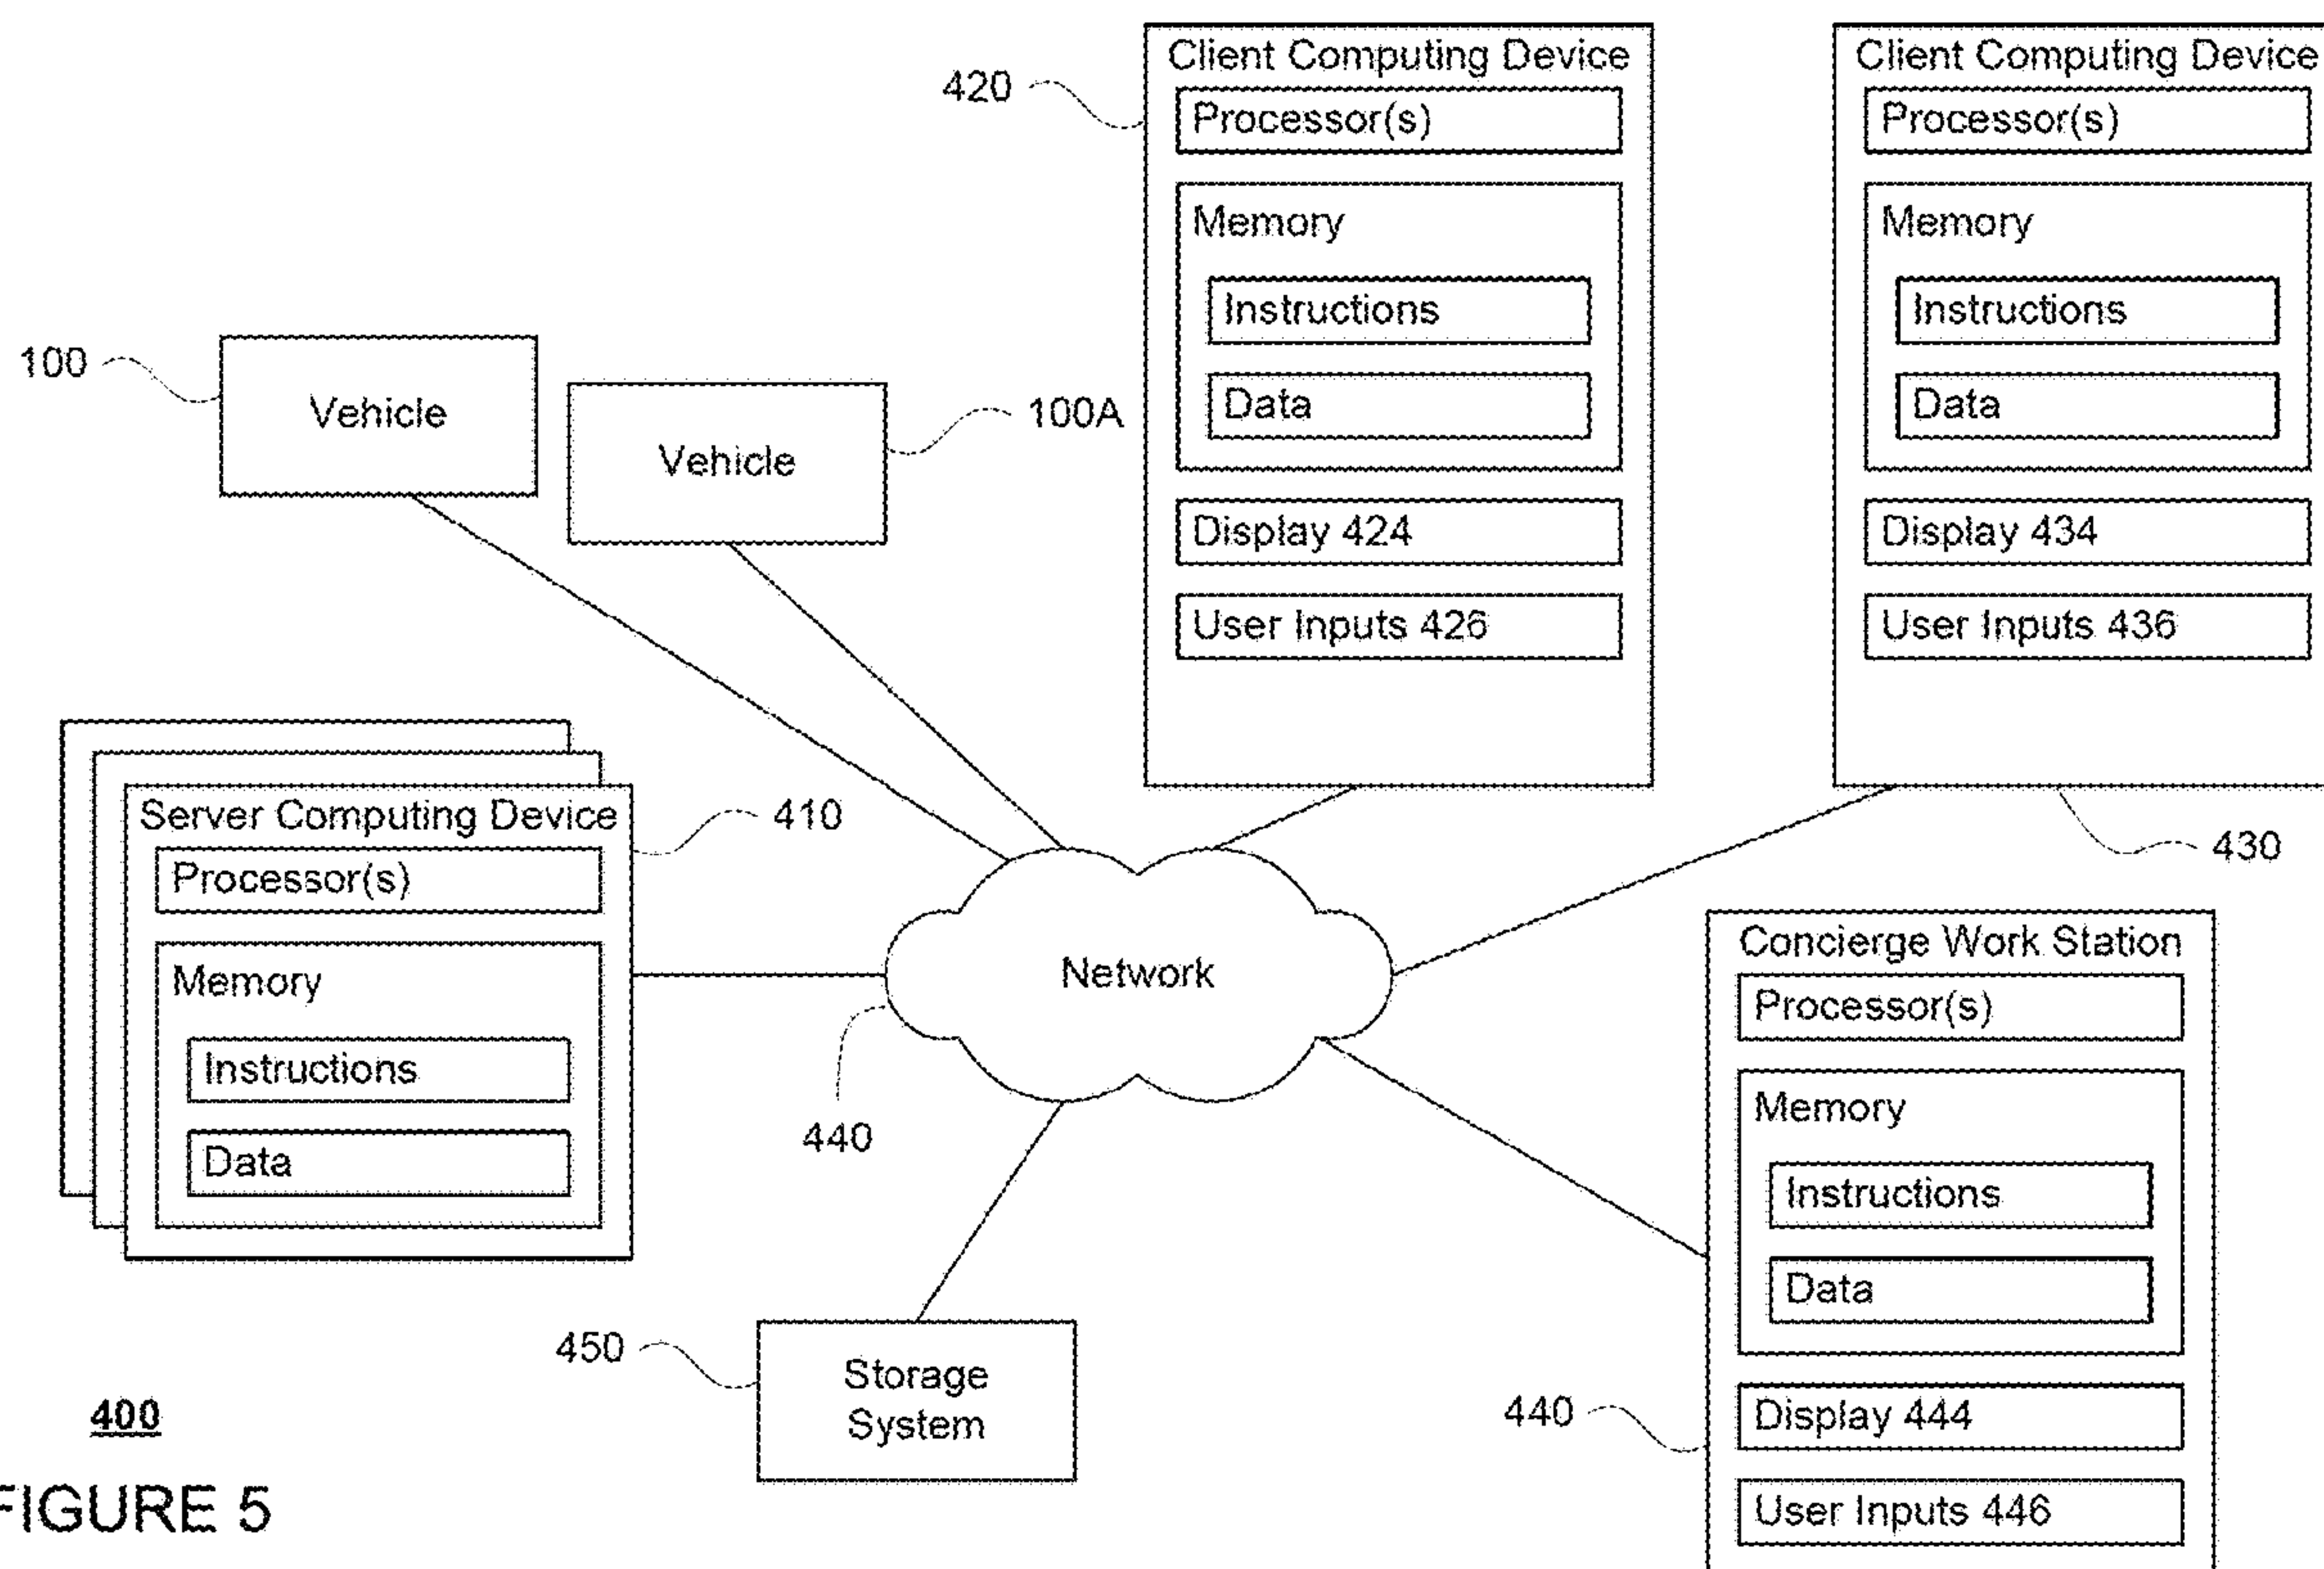 Client Computing Device
420
Processor(s)
Memory
Instructions
Data
Display 424
User Inputs 426
Client Computing Device
Processor(s)
Memory
Instructions
Data
Display 434
User Inputs 436
430
100
Vehicle
Vehicle
100A
Server Computing Device
410
Processor(s)
Memory
Instructions
Data
Network
440
Concierge Work Station
Processor(s)
Memory
Instructions
Data
440
Display 444
User Inputs 446
450
Storage
System
400
FIGURE 5